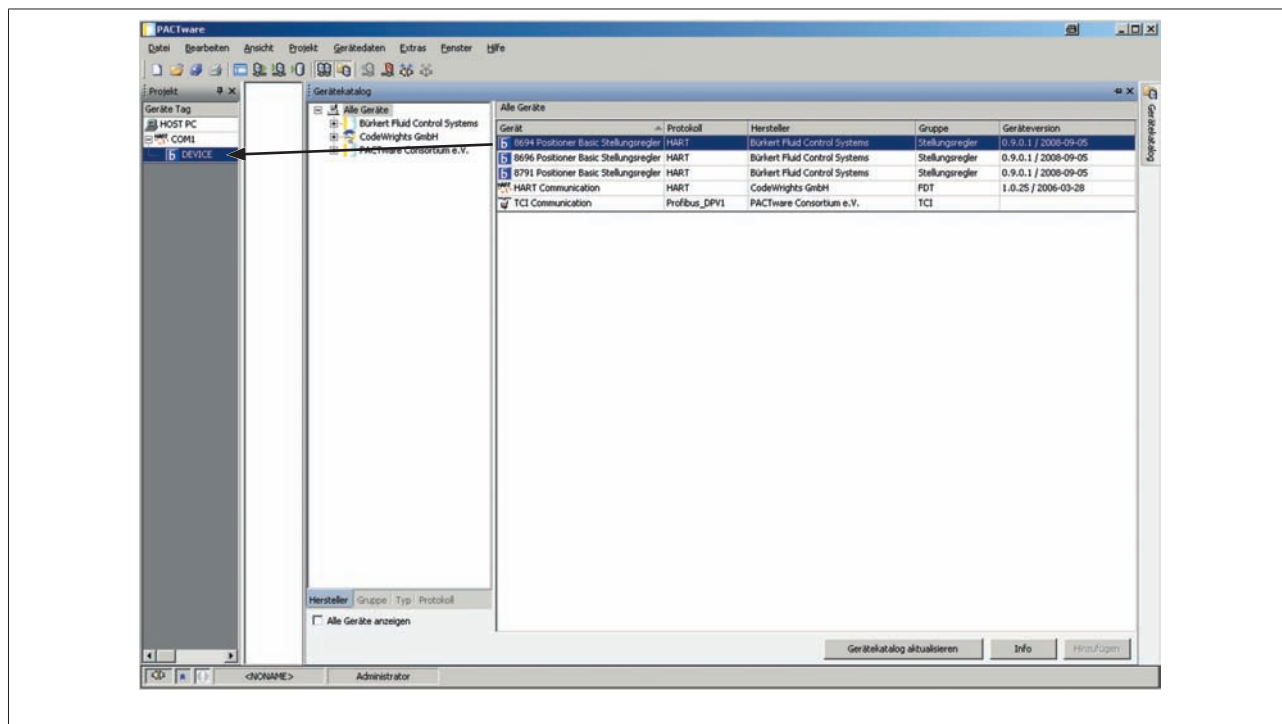 PACTware
Datei Bearbeiten Ansicht Projekt Gerätedaten Extras Fenster Hilfe
Projekt
Geräte Tag
HOST PC
COM1
DEVICE
Gerätekatalog
Alle Geräte
Bürkert Fluid Control Systems
CodeWrights GmbH
PACTware Consortium e.V.
Hersteller Gruppe Typ Protokoll
Alle Geräte anzeigen
Alle Geräte
Gerät Protokoll Hersteller Gruppe Geräteversion
8694 Positioner Basic Stellungsregler HART Bürkert Fluid Control Systems Stellungsregler 0.9.0.1 / 2008-09-05
8696 Positioner Basic Stellungsregler HART Bürkert Fluid Control Systems Stellungsregler 0.9.0.1 / 2008-09-05
8791 Positioner Basic Stellungsregler HART Bürkert Fluid Control Systems Stellungsregler 0.9.0.1 / 2008-09-05
HART Communication HART CodeWrights GmbH FDT 1.0.25 / 2006-03-28
TCI Communication Profibus_DPV1 PACTware Consortium e.V. TCI
Gerätekatalog aktualisieren Info Hinzufügen
Gerätekatalog
<NONAME> Administrator